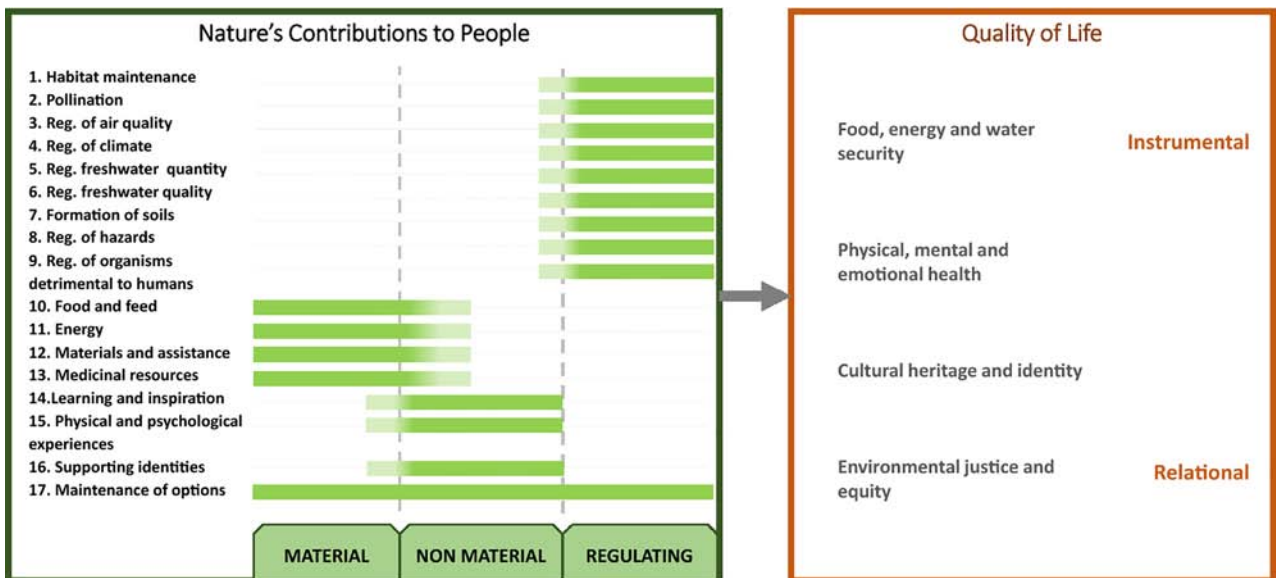 Nature's Contributions to People
1. Habitat maintenance
2. Pollination
3. Reg. of air quality
4. Reg. of climate
5. Reg. freshwater  quantity
6. Reg. freshwater quality
7. Formation of soils
8. Reg. of hazards
9. Reg. of organisms
detrimental to humans
10. Food and feed
11. Energy
12. Materials and assistance
13. Medicinal resources
14.Learning and inspiration
15. Physical and psychological
experiences
16. Supporting identities
17. Maintenance of options
MATERIAL
NON MATERIAL
REGULATING
Quality of Life
Food, energy and water
security
Instrumental
Physical, mental and
emotional health
Cultural heritage and identity
Environmental justice and
equity
Relational